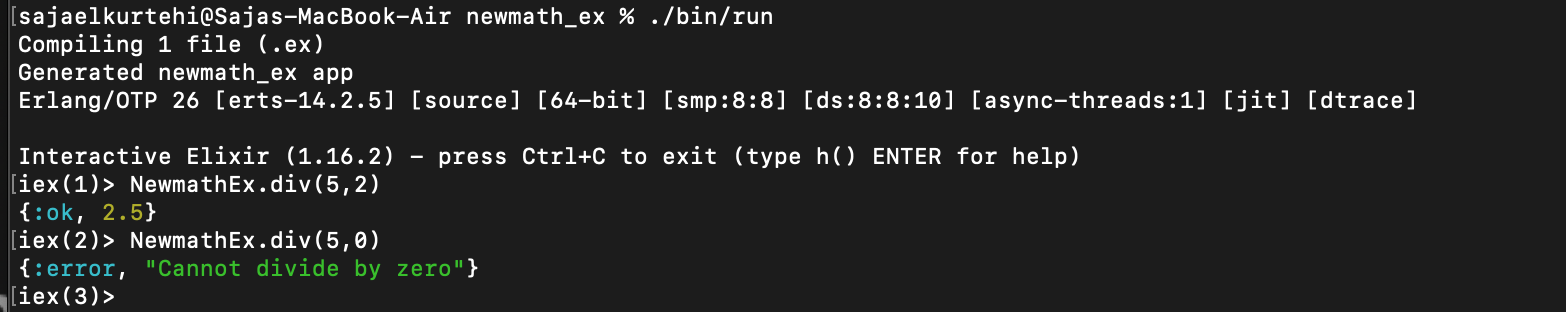 [sajaelkurtehi@Sajas-MacBook-Air newmath_ex % ./bin/run
Compiling 1 file (.ex)
Generated newmath_ex app
Erlang/OTP 26 [erts-14.2.5] [source] [64-bit] [smp:8:8] [ds:8:8:10] [async-threads:1] [jit] [dtrace]
Interactive Elixir (1.16.2) - press Ctrl+C to exit (type h() ENTER for help)
[iex(1)> NewmathEx.div(5,2)
{:ok, 2.5}
[iex(2)> NewmathEx.div(5,0)
{:error, "Cannot divide by zero"}
[iex(3)>